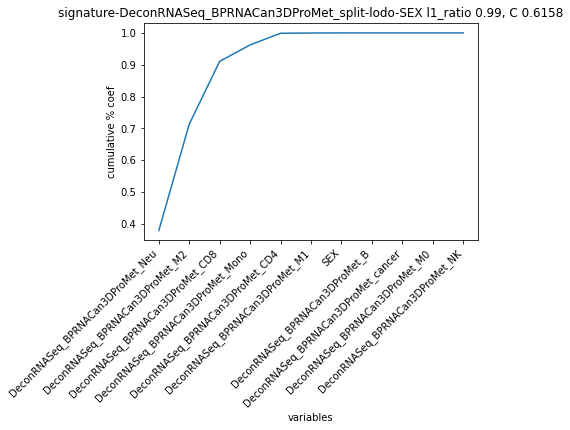 signature-DeconRNASeq_BPRNACan3DProMet_split-lodo-SEX l1_ratio 0.99, C 0.6158
1.0
0.9
0.8
0.7
0.6
0.5
0.4
cumulative % coef
DeconRNASeq_BPRNACan3DProMet_Neu
DeconRNASeq_BPRNACan3DProMet_M2
DeconRNASeq_BPRNACan3DProMet_CD8
DeconRNASeq_BPRNACan3DProMet_Mono
DeconRNASeq_BPRNACan3DProMet_CD4
DeconRNASeq_BPRNACan3DProMet_M1
SEX
DeconRNASeq_BPRNACan3DProMet_B
DeconRNASeq_BPRNACan3DProMet_cancer
DeconRNASeq_BPRNACan3DProMet_M0
DeconRNASeq_BPRNACan3DProMet_NK
variables